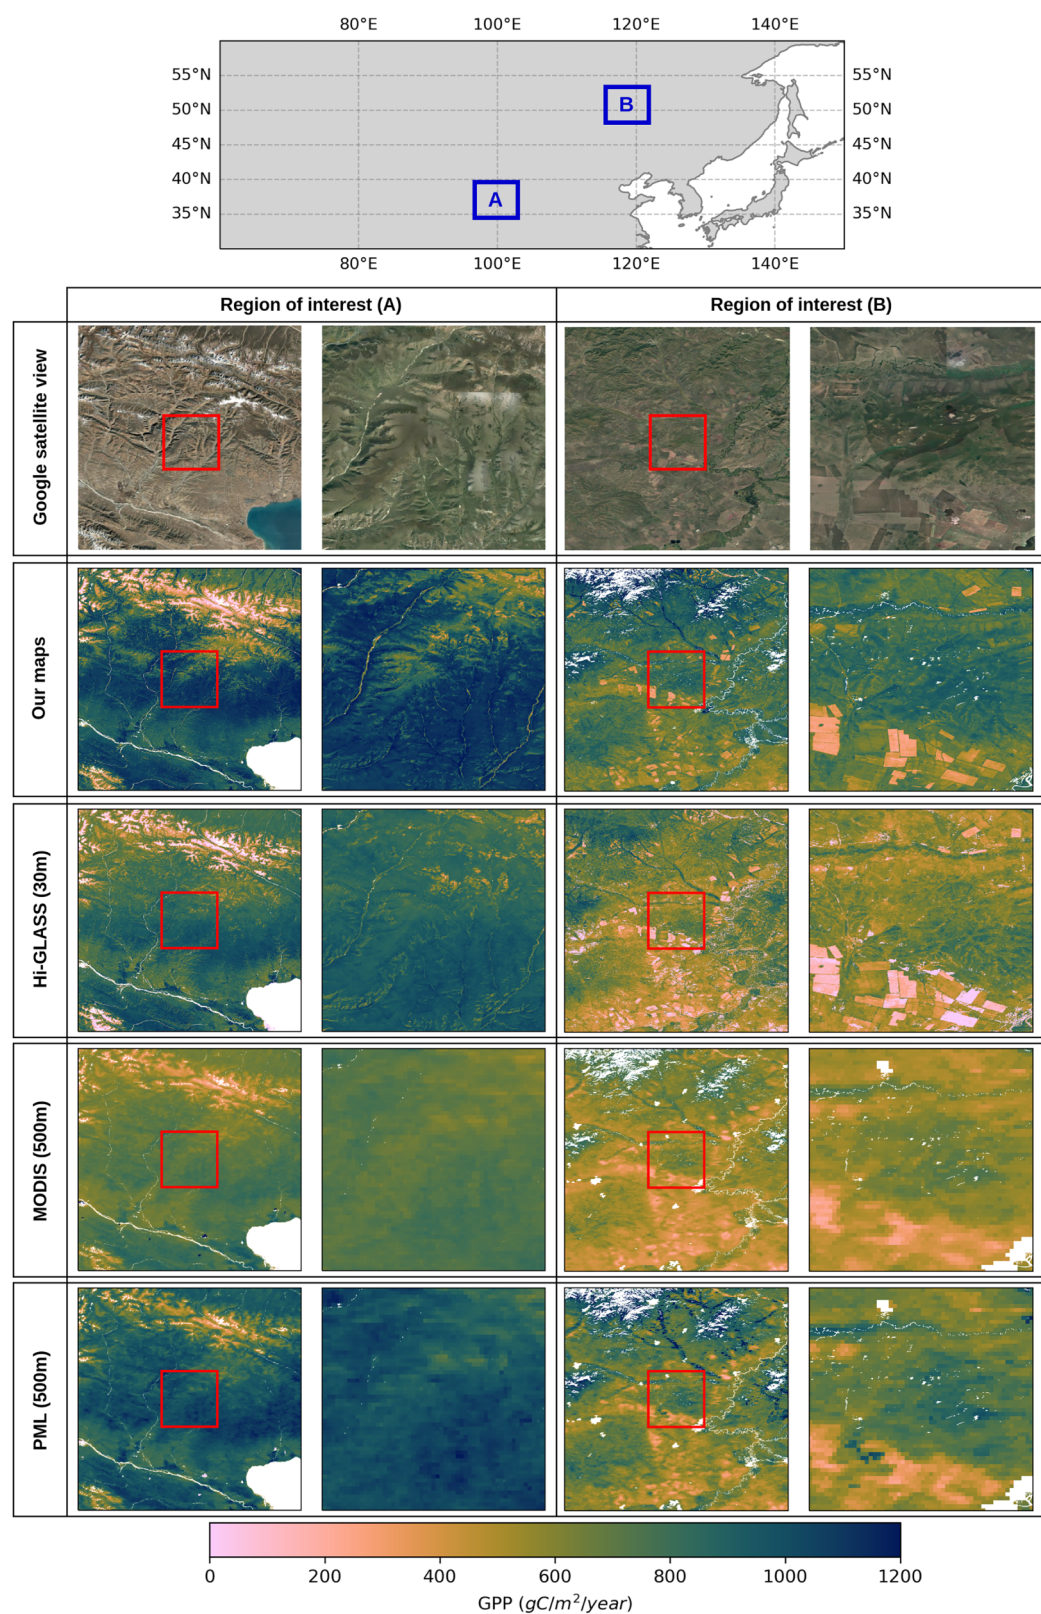 80°E 100°E 120°E 140°E
55°N 55°N
50°N B 50°N
45°N 45°N
40°N 40°N
35°N A 35°N
80°E 100°E 120°E 140°E
Region of interest (A) Region of interest (B)
Google satellite view
Our maps
Hi-GLASS (30m)
MODIS (500m)
PML (500m)
0 200 400 600 800 1000 1200
GPP (gC/m²/year)